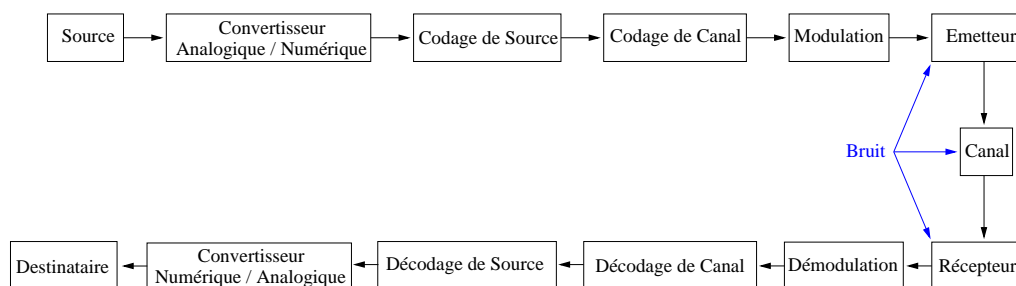 Source
Convertisseur
Analogique / Numérique
Codage de Source
Codage de Canal
Modulation
Emetteur
Bruit
Canal
Destinataire
Convertisseur
Numérique / Analogique
Décodage de Source
Décodage de Canal
Démodulation
Récepteur